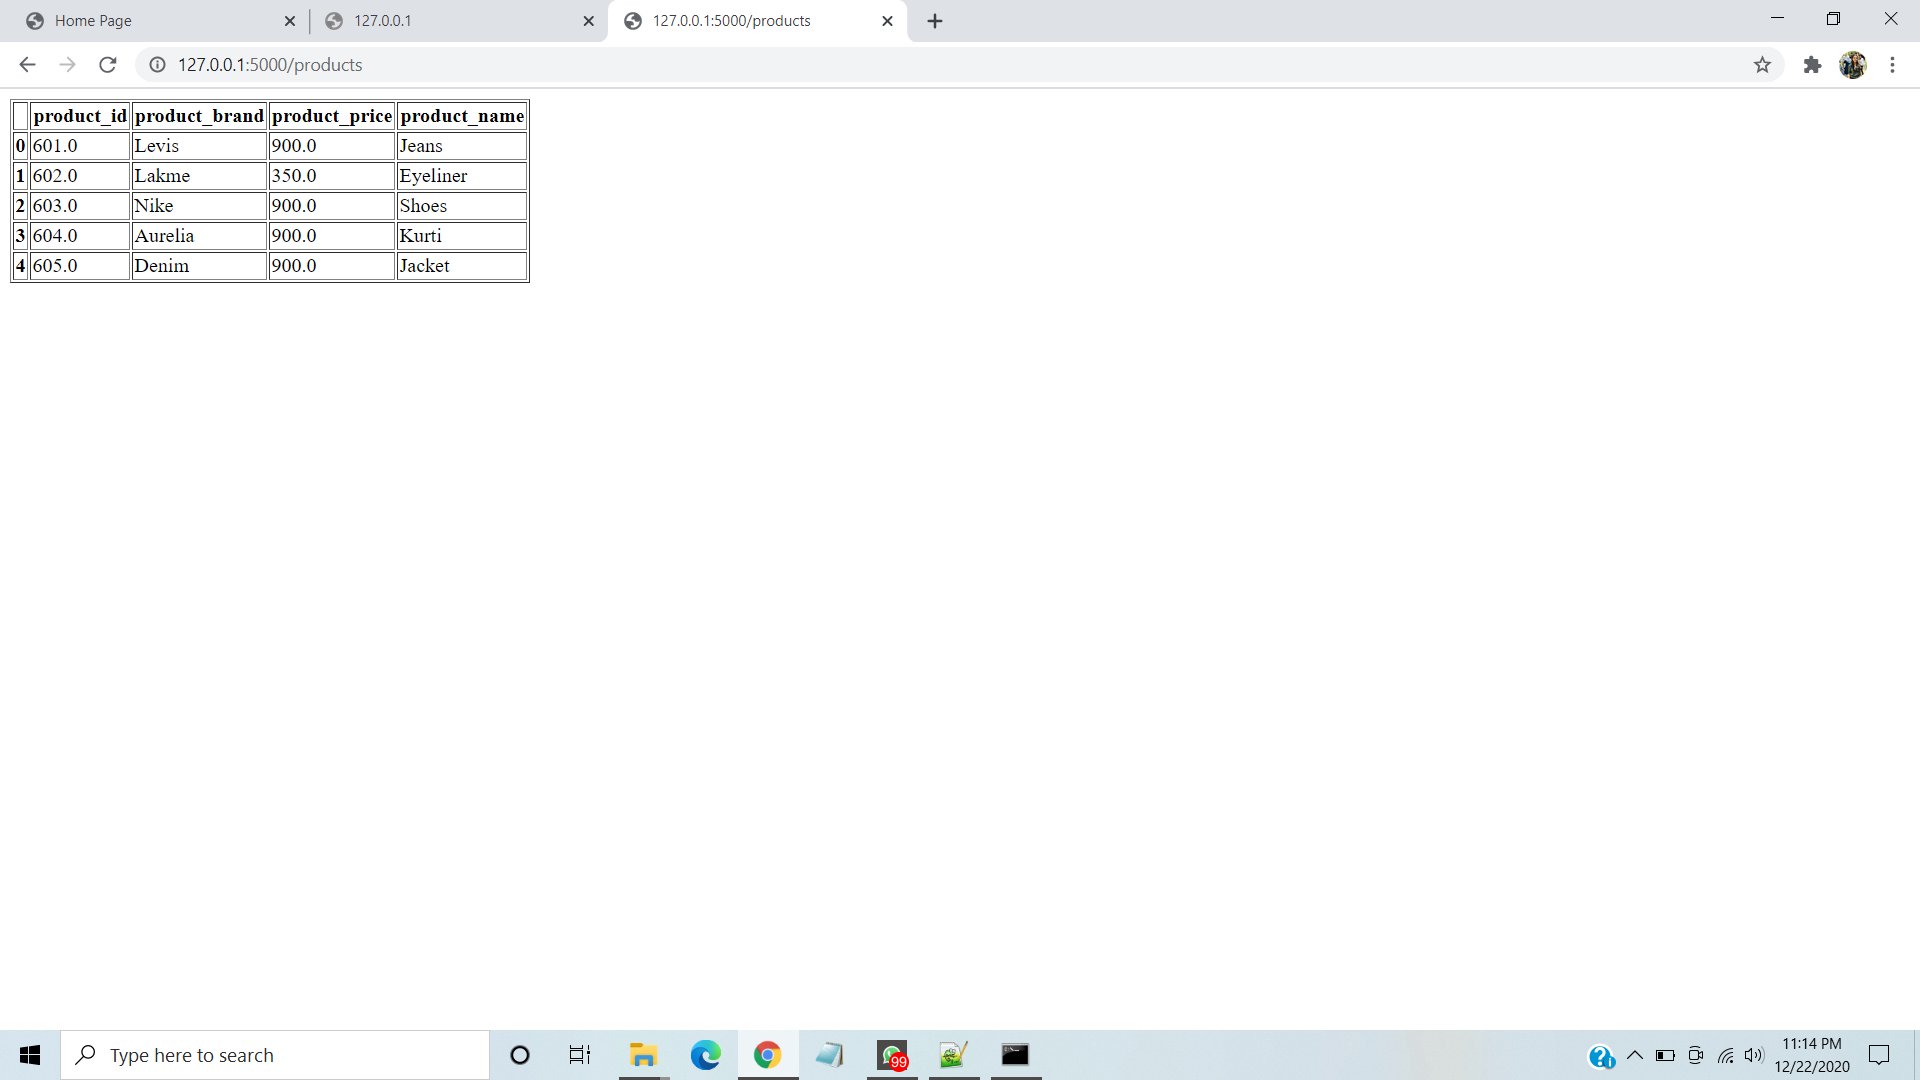 Home Page
127.0.0.1
127.0.0.1:5000/products
127.0.0.1:5000/products
product_id product_brand product_price product_name
0 601.0 Levis 900.0 Jeans
1 602.0 Lakme 350.0 Eyeliner
2 603.0 Nike 900.0 Shoes
3 604.0 Aurelia 900.0 Kurti
4 605.0 Denim 900.0 Jacket
Type here to search
99
11:14 PM
12/22/2020